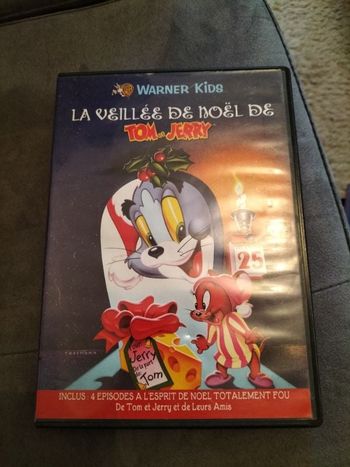 WARNER KIDS
LA VEILLÉE DE NOËL DE
TOM ET JERRY
25
Jerry
Tom
INCLUS : 4 EPISODES A L'ESPRIT DE NOEL TOTALEMENT FOU
De Tom et Jerry et de Leurs Amis